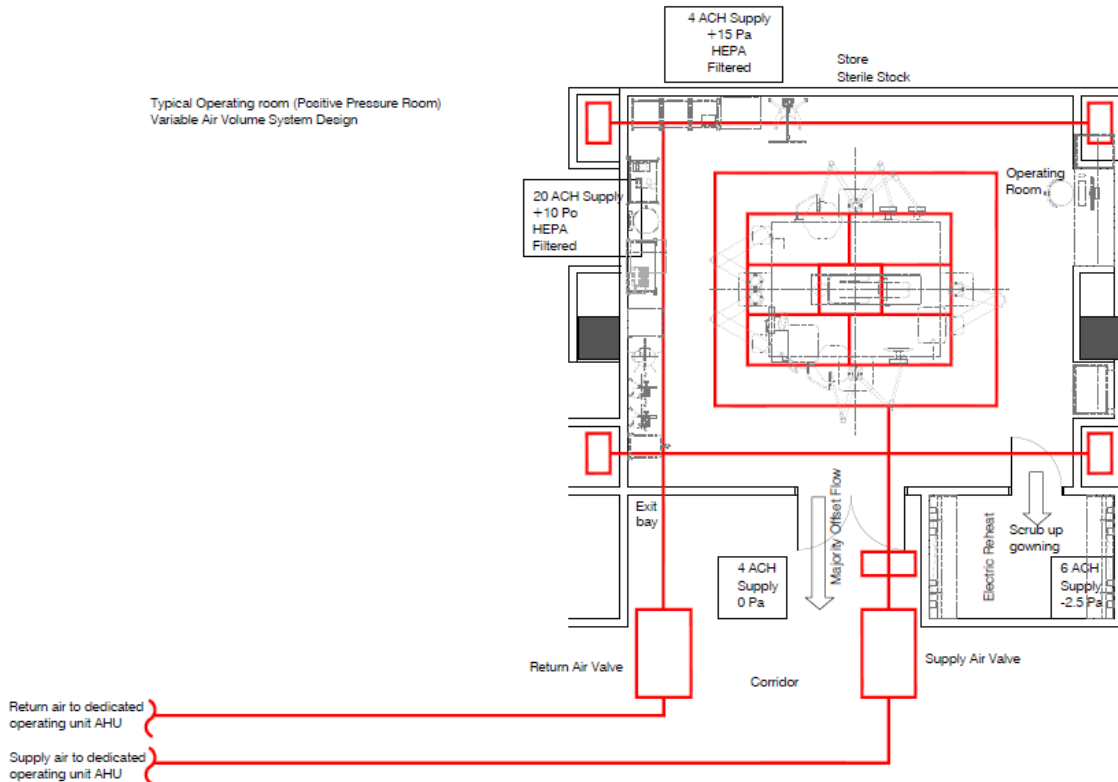 4 ACH Supply
+15 Pa
HEPA
Filtered
Store
Sterile Stock
Typical Operating room (Positive Pressure Room)
Variable Air Volume System Design
Operating
Room
20 ACH Supply
+10 Po
HEPA
Filtered
Exit
bay
Majority Offset Flow
Electric Reheat
Scrub up
gowning
4 ACH
Supply
0 Pa
6 ACH
Supply
-2.5 Pa
Return Air Valve
Supply Air Valve
Corridor
Return air to dedicated
operating unit AHU
Supply air to dedicated
operating unit AHU